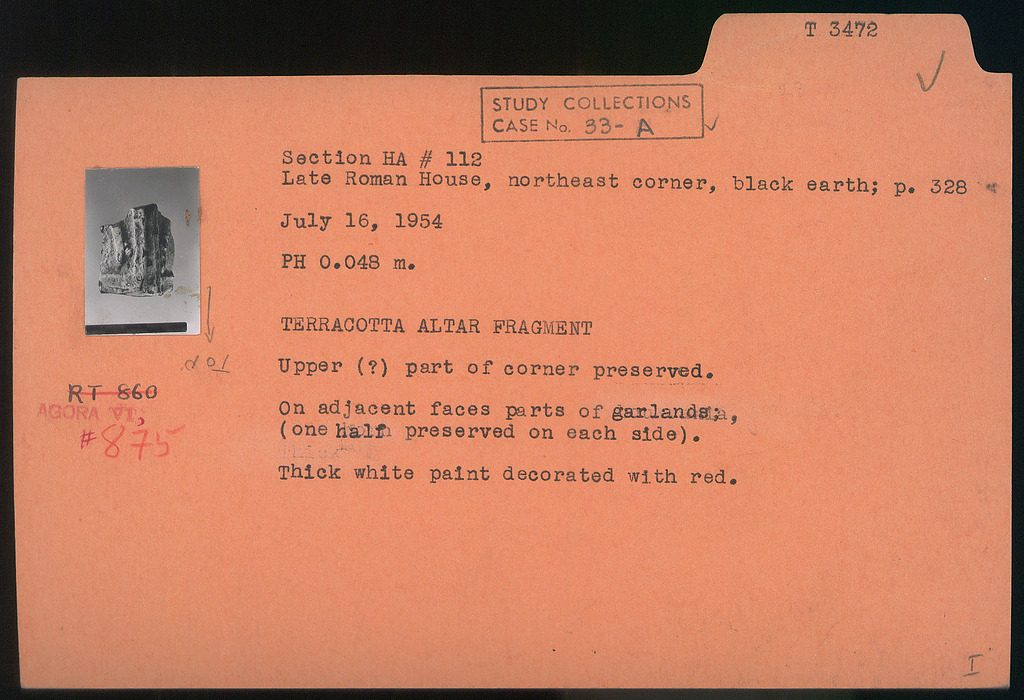 T 3472
STUDY COLLECTIONS
CASE No. 33-A
Section HA # 112
Late Roman House, northeast corner, black earth; p. 328
July 16, 1954
PH 0.048 m.
TERRACOTTA ALTAR FRAGMENT
Upper (?) part of corner preserved.
RT 860
AGORA VI,
#875
On adjacent faces parts of garlands;,
(one half preserved on each side).
Thick white paint decorated with red.
I